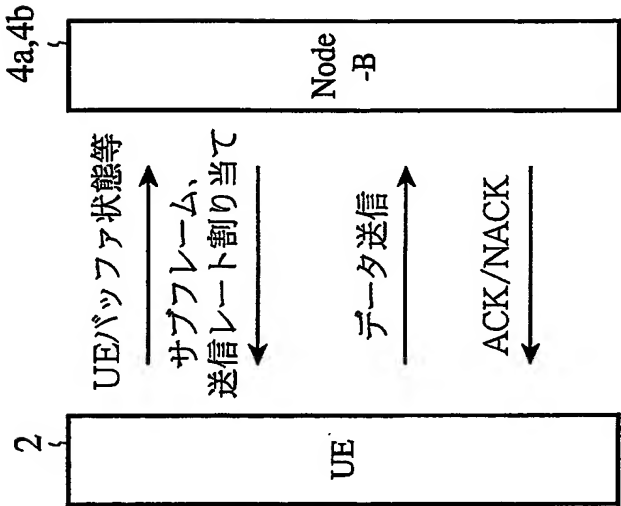 2
UE
UEバッファ状態等
サブフレーム、
送信レート割り当て
データ送信
ACK/NACK
4a,4b
Node
-B